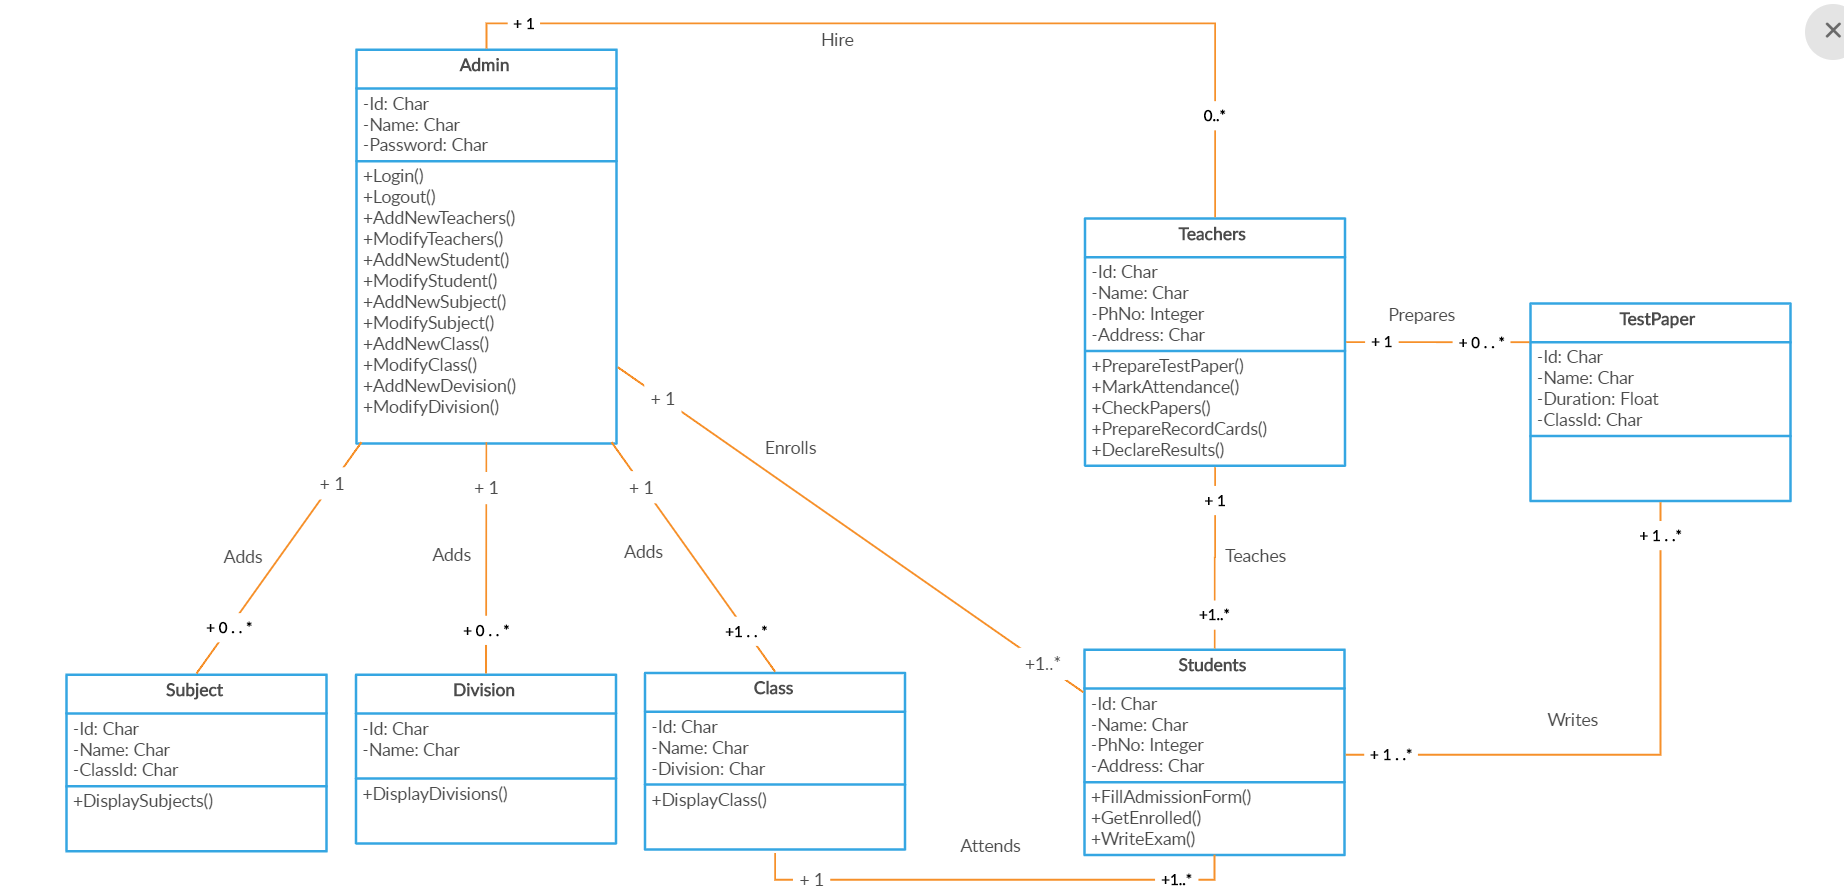 + 1
Hire
Admin
-Id: Char
-Name: Char
-Password: Char
+Login()
+Logout()
+AddNewTeachers()
+ModifyTeachers()
+AddNewStudent()
+ModifyStudent()
+AddNewSubject()
+ModifySubject()
+AddNewClass()
+ModifyClass()
+AddNewDevision()
+ModifyDivision()
0..*
Teachers
-Id: Char
-Name: Char
-PhNo: Integer
-Address: Char
+PrepareTestPaper()
+MarkAttendance()
+CheckPapers()
+PrepareRecordCards()
+DeclareResults()
Prepares
+ 1
+ 0 . . *
TestPaper
-Id: Char
-Name: Char
-Duration: Float
-ClassId: Char
+ 1
Enrolls
+1..*
+ 1
+ 1
+ 1
Adds
Adds
Adds
+ 0 . . *
+ 0 . . *
+1 . . *
+ 1
Teaches
+1..*
+ 1 . . *
Writes
+ 1 . . *
Subject
-Id: Char
-Name: Char
-ClassId: Char
+DisplaySubjects()
Division
-Id: Char
-Name: Char
+DisplayDivisions()
Class
-Id: Char
-Name: Char
-Division: Char
+DisplayClass()
Students
-Id: Char
-Name: Char
-PhNo: Integer
-Address: Char
+FillAdmissionForm()
+GetEnrolled()
+WriteExam()
Attends
+ 1
+1..*